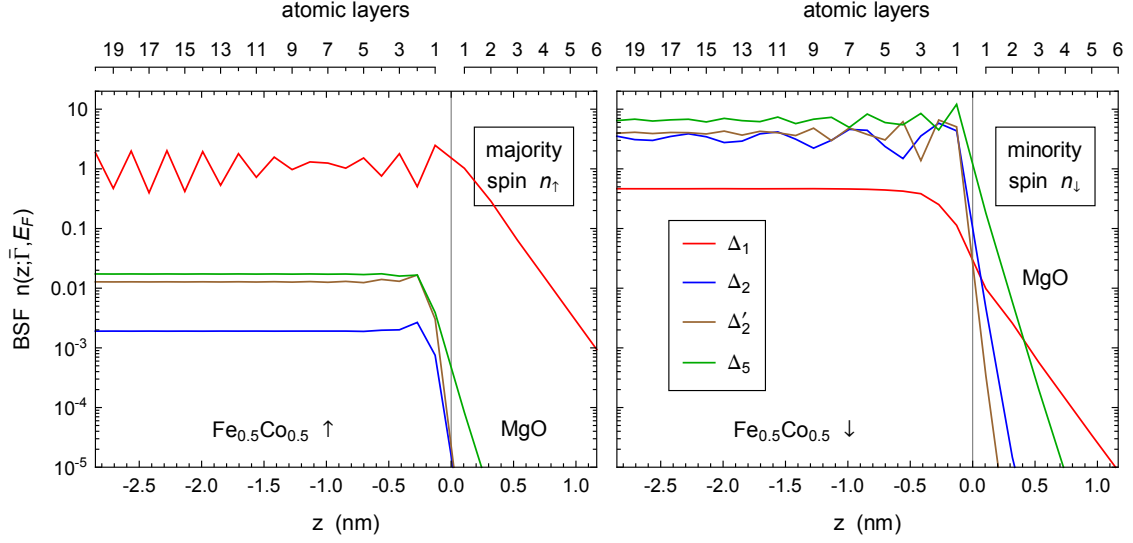 atomic layers
atomic layers
19 17 15 13 11 9 7 5 3 1 1 2 3 4 5 6
19 17 15 13 11 9 7 5 3 1 1 2 3 4 5 6
10
1
0.1
0.01
10⁻³
10⁻⁴
10⁻⁵
BSF n(z;Γ̄,E_F)
majority
spin n↑
minority
spin n↓
Δ₁
Δ₂
Δ₂′
Δ₅
MgO
Fe₀.₅Co₀.₅ ↑
MgO
Fe₀.₅Co₀.₅ ↓
-2.5 -2.0 -1.5 -1.0 -0.5 0.0 0.5 1.0
-2.5 -2.0 -1.5 -1.0 -0.5 0.0 0.5 1.0
z (nm)
z (nm)